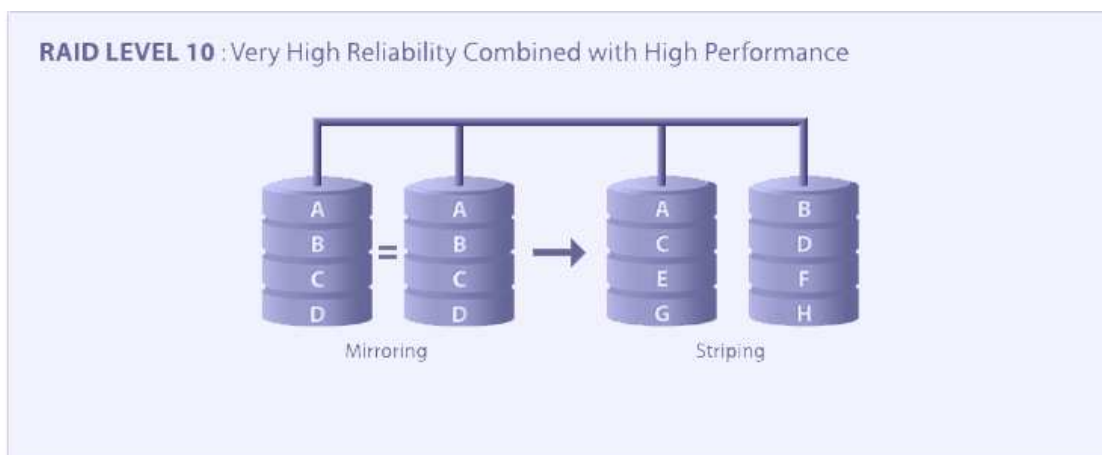 RAID LEVEL 10 : Very High Reliability Combined with High Performance
A A A B
B = B C D
C C E F
D D G H
Mirroring Striping